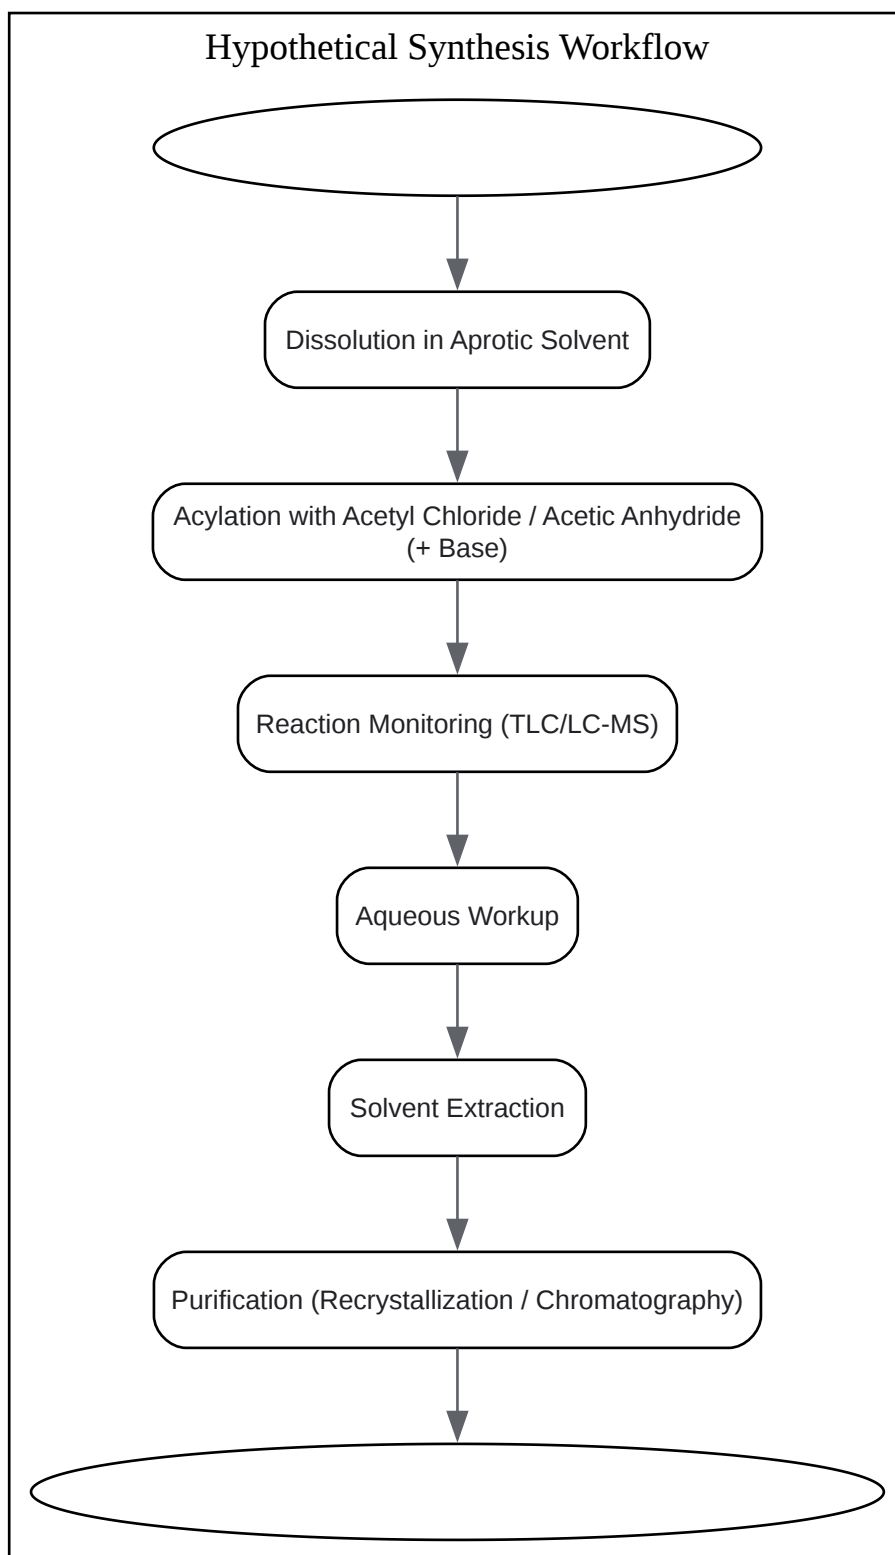 Hypothetical Synthesis Workflow
Dissolution in Aprotic Solvent
Acylation with Acetyl Chloride / Acetic Anhydride
(+ Base)
Reaction Monitoring (TLC/LC-MS)
Aqueous Workup
Solvent Extraction
Purification (Recrystallization / Chromatography)